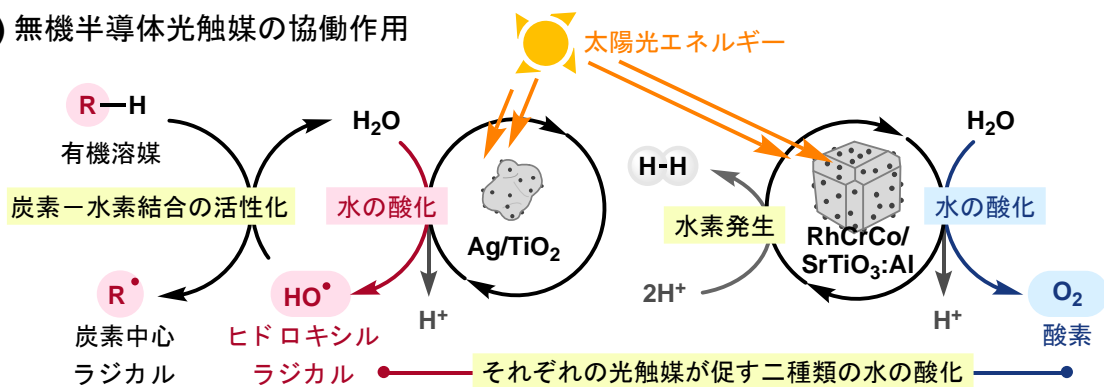 ) 無機半導体光触媒の協働作用
太陽光エネルギー
R–H
有機溶媒
炭素－水素結合の活性化
R•
炭素中心
ラジカル
H₂O
水の酸化
HO•
ヒドロキシル
ラジカル
H⁺
Ag/TiO₂
H-H
水素発生
2H⁺
RhCrCo/
SrTiO₃:Al
H₂O
水の酸化
H⁺
O₂
酸素
それぞれの光触媒が促す二種類の水の酸化